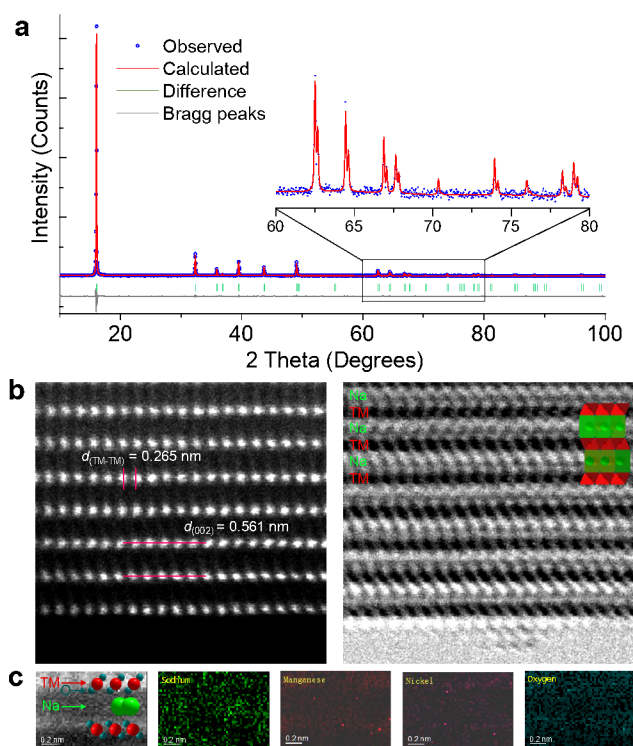 a
Intensity (Counts)
Observed
Calculated
Difference
Bragg peaks
60 65 70 75 80
20 40 60 80 100
2 Theta (Degrees)
b
d(TM-TM) = 0.265 nm
d(002) = 0.561 nm
Na
TM
Na
TM
Na
TM
c
TM
O
Na
0.2 nm
Sodium
0.2 nm
Manganese
0.2 nm
Nickel
0.2 nm
Oxygen
0.2 nm